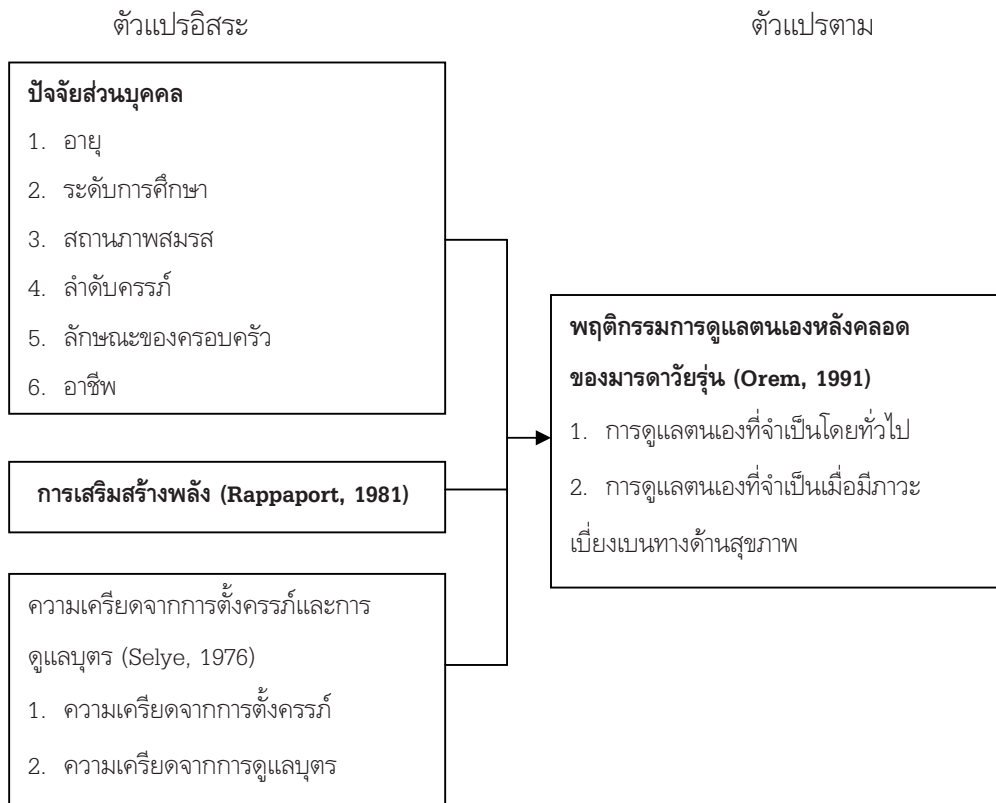 ตัวแปรอิสระ
ปัจจัยส่วนบุคคล
1. อายุ
2. ระดับการศึกษา
3. สถานภาพสมรส
4. ลำดับครรภ์
5. ลักษณะของครอบครัว
6. อาชีพ
การเสริมสร้างพลัง (Rappaport, 1981)
ความเครียดจากการตั้งครรภ์และการ
ดูแลบุตร (Selye, 1976)
1. ความเครียดจากการตั้งครรภ์
2. ความเครียดจากการดูแลบุตร
ตัวแปรตาม
พฤติกรรมการดูแลตนเองหลังคลอด
ของมารดาวัยรุ่น (Orem, 1991)
1. การดูแลตนเองที่จำเป็นโดยทั่วไป
2. การดูแลตนเองที่จำเป็นเมื่อมีภาวะ
เบี่ยงเบนทางด้านสุขภาพ